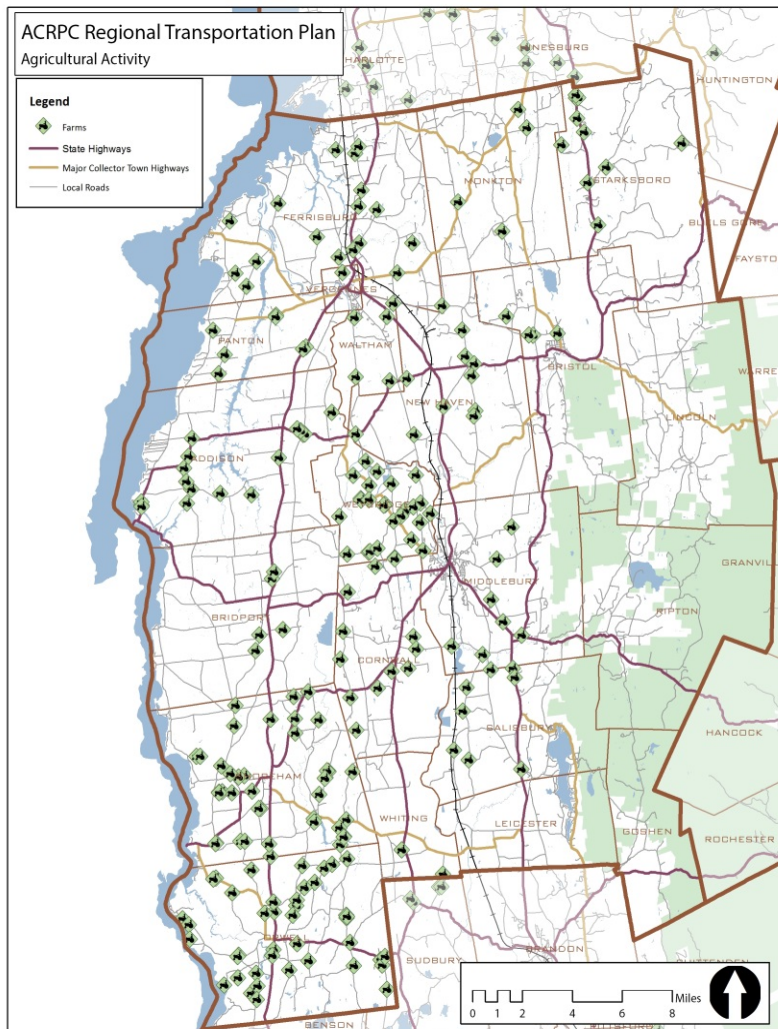 ACRPC Regional Transportation Plan
Agricultural Activity
Legend
Farms
State Highways
Major Collector Town Highways
Local Roads
HINESBURG
HUNTINGTON
MONKTON
STARKSBORO
FERRISBURG
BUELS GORE
FAYSTO
VERGENNES
PANTON
WALTHAM
BRISTOL
WARRE
NEW HAVEN
LINCOLN
ADDISON
GRANVILL
MIDDLEBURY
RIPTON
BRIDPORT
CORNWALL
HANCOCK
SALISBURY
SHOREHAM
WHITING
LEICESTER
GOSHEN
ROCHESTER
ORWELL
SUDBURY
BRANDON
BENSON
0 1 2 4 6 8 Miles